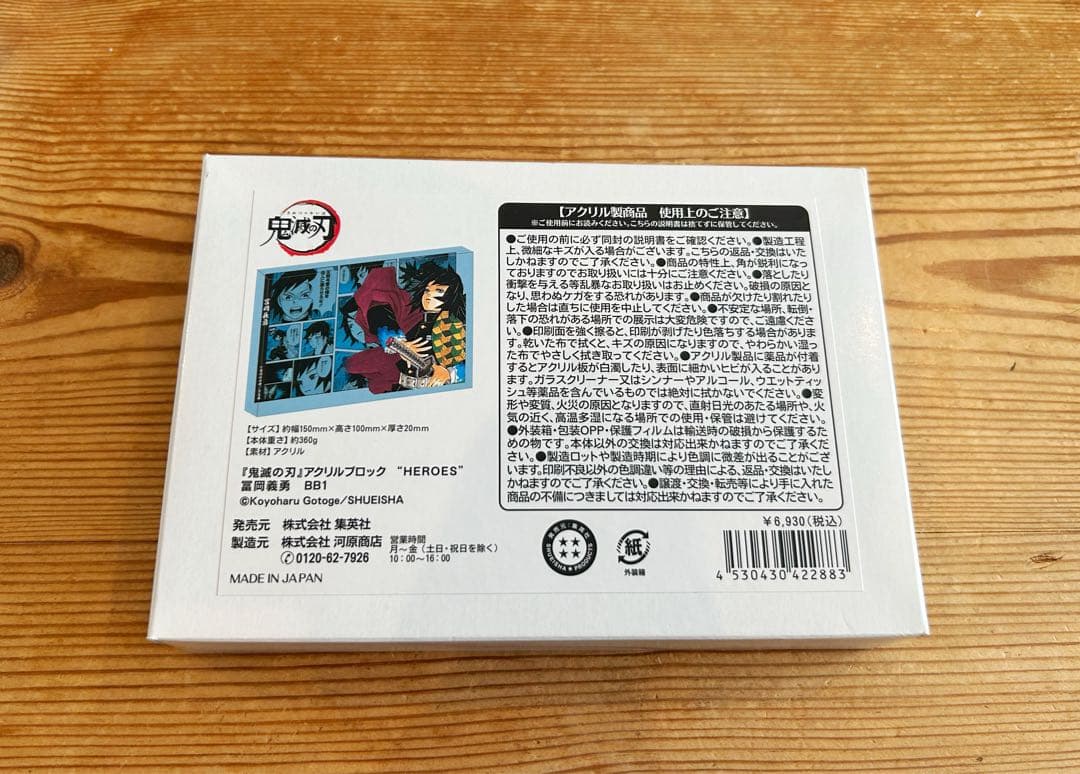 鬼滅の刃
【サイズ】約幅150mm×高さ100mm×厚さ20mm
【本体重さ】約360g
【素材】アクリル
『鬼滅の刃』アクリルブロック “HEROES”
冨岡義勇 BB1
©Koyoharu Gotoge/SHUEISHA
発売元 株式会社 集英社
製造元 株式会社 河原商店
営業時間
月〜金（土日・祝日を除く）
10：00〜16：00
0120-62-7926
MADE IN JAPAN
【アクリル製商品 使用上のご注意】
※ご使用前にお読みください。こちらの説明書は捨てずに保管してください。
●ご使用の前に必ず同封の説明書をご確認ください。●製造工程
上、微細なキズが入る場合がございます。こちらの返品・交換はいた
しかねますのでご了承ください。●商品の特性上、角が鋭利になっ
ておりますのでお取り扱いには十分にご注意ください。●落としたり
衝撃を与える等乱暴なお取り扱いはお止めください。破損の原因と
なり、思わぬケガをする恐れがあります。●商品が欠けたり割れたり
した場合は直ちに使用を中止してください。●不安定な場所、転倒・
落下の恐れがある場所での展示は大変危険ですので、ご遠慮くださ
い。●印刷面を強く擦ると、印刷が剥げたり色落ちする場合がありま
す。乾いた布で拭くと、キズの原因になりますので、やわらかい湿っ
た布でやさしく拭き取ってください。●アクリル製品に薬品が付着
するとアクリル板が白濁したり、表面に細かいヒビが入ることがあり
ます。ガラスクリーナー又はシンナーやアルコール、ウエットティッ
シュ等薬品を含んでいるものでは絶対に拭かないでください。●変
形や変質、火災の原因となりますので、直射日光のあたる場所や、火
気の近く、高温多湿になる場所での使用・保管は避けてください。
●外装箱・包装OPP・保護フィルムは輸送時の破損から保護するた
めの物です。本体以外の交換は対応出来かねますのでご了承くださ
い。●製造ロットや製造時期により色調に微差が出ることがござい
ます。印刷不良以外の色調違い等の理由による、返品・交換はいたし
かねますのでご了承ください。●譲渡・交換・転売等により手に入れた
商品の不備につきましては対応出来かねますのでご了承ください。
￥6,930（税込）
SHUEISHA PRODUCTS
紙
外装箱
4 530430 422883